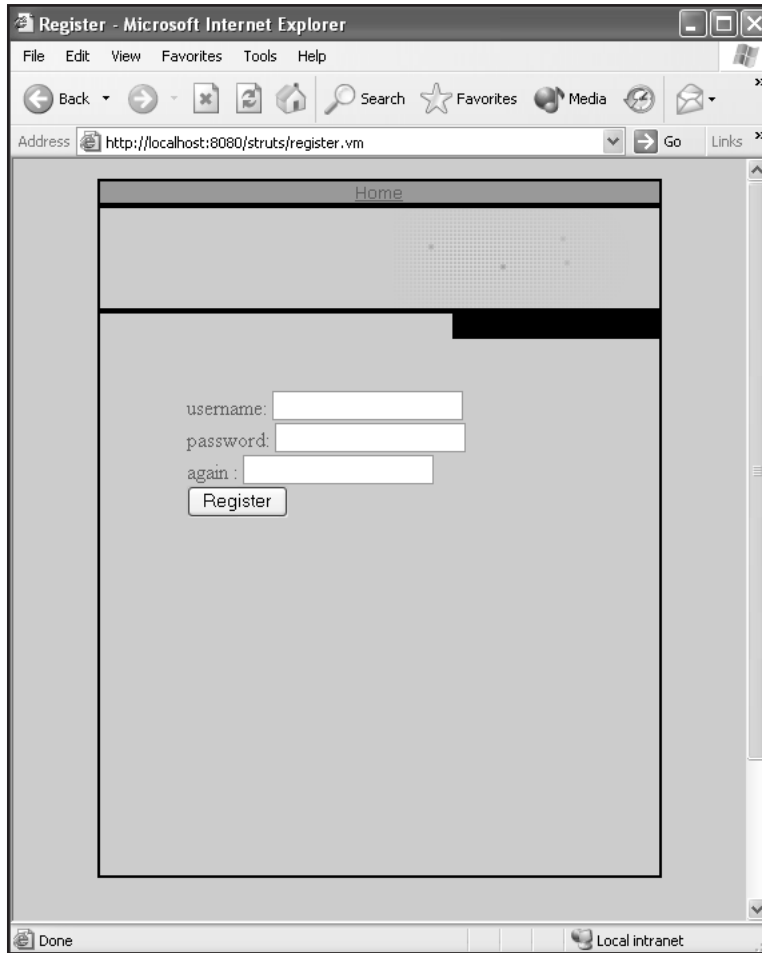 Register - Microsoft Internet Explorer
File Edit View Favorites Tools Help
Back Search Favorites Media
Address http://localhost:8080/struts/register.vm Go Links »
Home
username:
password:
again :
Register
Done Local intranet